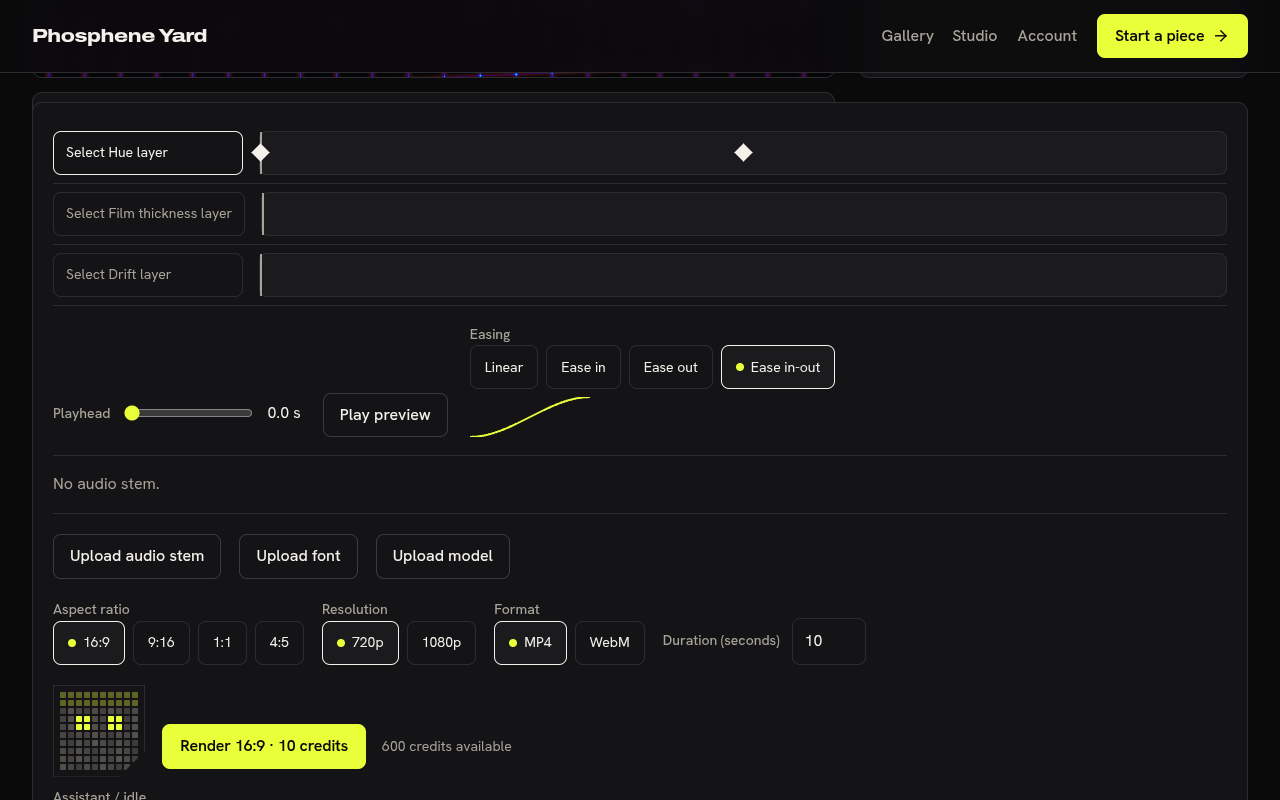 Phosphene Yard
Gallery Studio Account Start a piece →
Select Hue layer
Select Film thickness layer
Select Drift layer
Easing
Linear Ease in Ease out Ease in-out
Playhead 0.0 s Play preview
No audio stem.
Upload audio stem Upload font Upload model
Aspect ratio Resolution Format
16:9 9:16 1:1 4:5 720p 1080p MP4 WebM Duration (seconds) 10
Render 16:9 · 10 credits 600 credits available
Assistant / idle